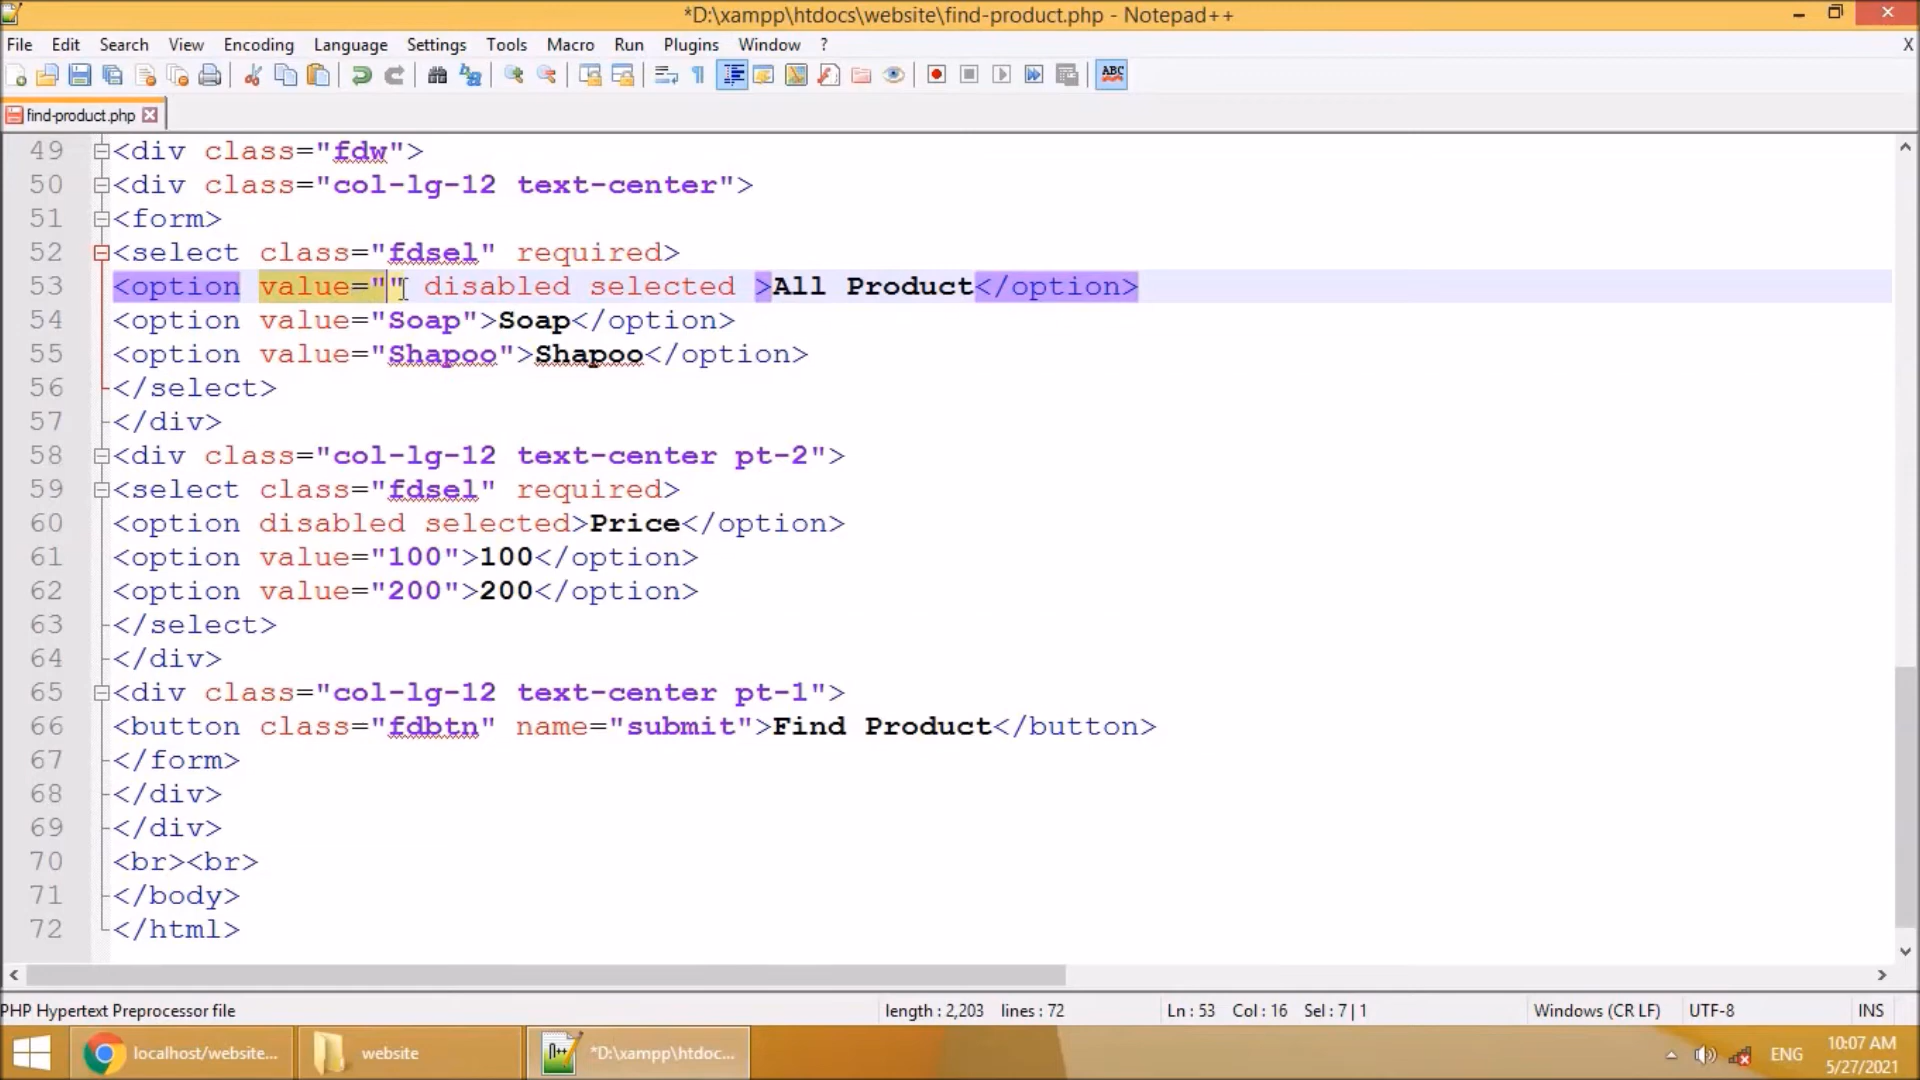 *D:\xampp\htdocs\website\find-product.php - Notepad++
File Edit Search View Encoding Language Settings Tools Macro Run Plugins Window ? X
ABC
find-product.php
49 <div class="fdw">
50 <div class="col-lg-12 text-center">
51 <form>
52 <select class="fdsel" required>
53 <option value="" disabled selected >All Product</option>
54 <option value="Soap">Soap</option>
55 <option value="Shapoo">Shapoo</option>
56 </select>
57 </div>
58 <div class="col-lg-12 text-center pt-2">
59 <select class="fdsel" required>
60 <option disabled selected>Price</option>
61 <option value="100">100</option>
62 <option value="200">200</option>
63 </select>
64 </div>
65 <div class="col-lg-12 text-center pt-1">
66 <button class="fdbtn" name="submit">Find Product</button>
67 </form>
68 </div>
69 </div>
70 <br><br>
71 </body>
72 </html>
PHP Hypertext Preprocessor file length : 2,203 lines : 72 Ln : 53 Col : 16 Sel : 7 | 1 Windows (CR LF) UTF-8 INS
localhost/website... website *D:\xampp\htdoc... ENG 10:07 AM
5/27/2021